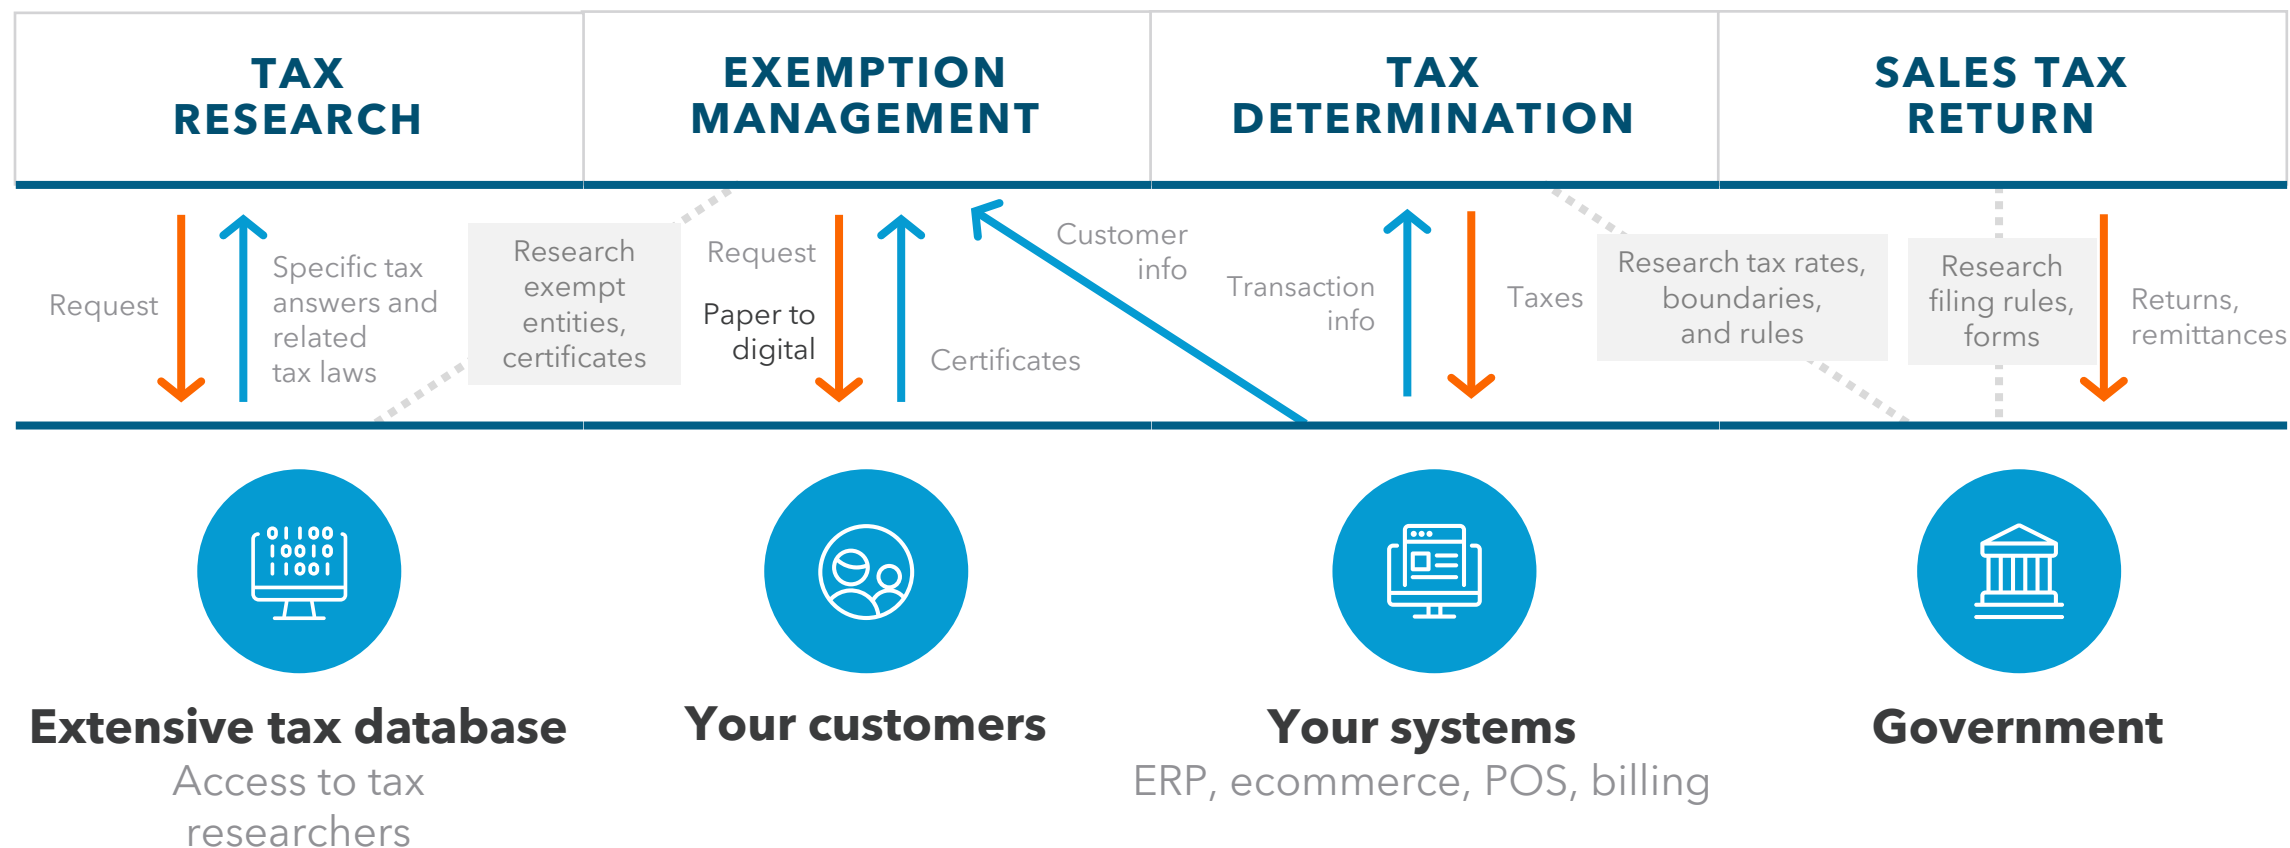 TAX
RESEARCH
EXEMPTION
MANAGEMENT
TAX
DETERMINATION
SALES TAX
RETURN
Request
Specific tax
answers and
related
tax laws
Research
exempt
entities,
certificates
Request
Paper to
digital
Certificates
Customer
info
Transaction
info
Taxes
Research tax rates,
boundaries,
and rules
Research
filing rules,
forms
Returns,
remittances
01100
10010
11001
Extensive tax database
Access to tax
researchers
Your customers
Your systems
ERP, ecommerce, POS, billing
Government